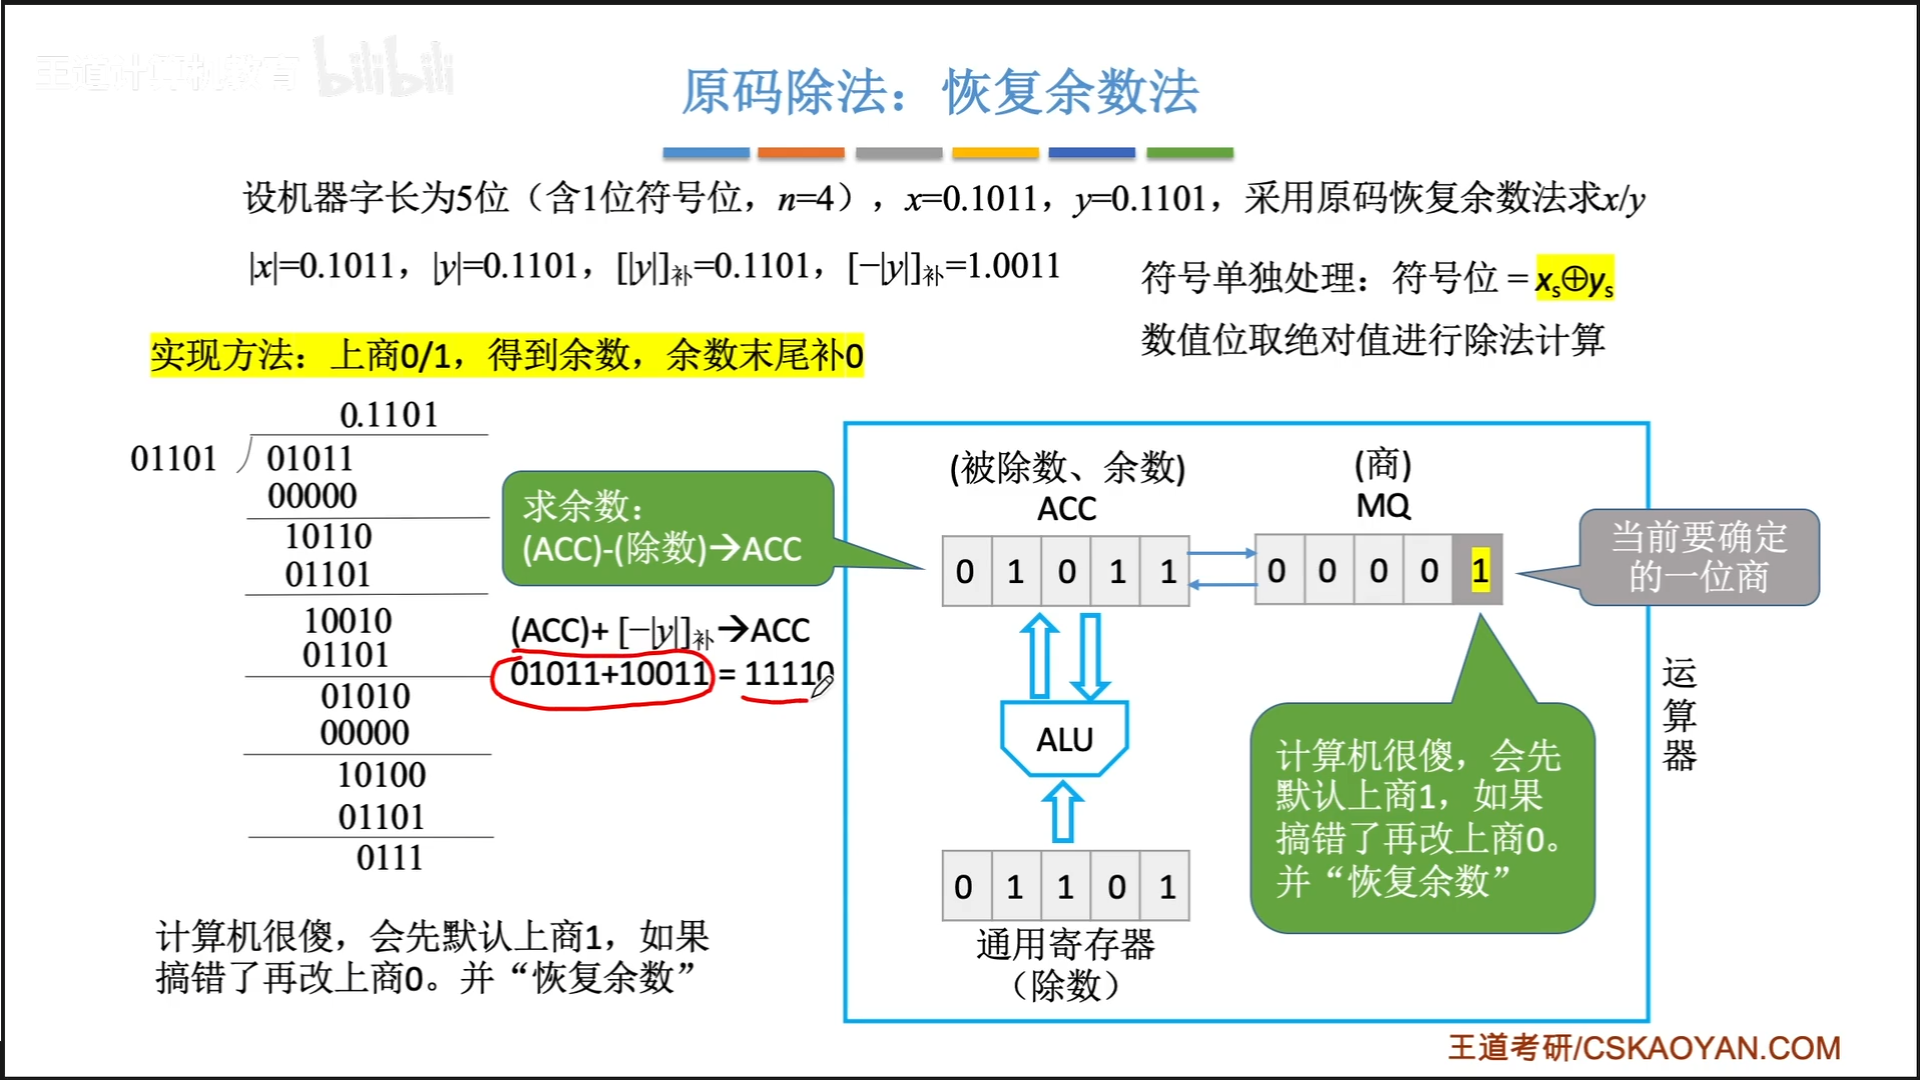 王道计算机教育 bilibili
原码除法：恢复余数法
设机器字长为5位（含1位符号位，n=4），x=0.1011，y=0.1101，采用原码恢复余数法求x/y
|x|=0.1011，|y|=0.1101，[|y|]补=0.1101，[−|y|]补=1.0011
符号单独处理：符号位 = xs⊕ys
数值位取绝对值进行除法计算
实现方法：上商0/1，得到余数，余数末尾补0
0.1101
01101 01011
00000
10110
01101
10010
01101
01010
00000
10100
01101
0111
计算机很傻，会先默认上商1，如果
搞错了再改上商0。并“恢复余数”
求余数：
(ACC)-(除数)→ACC
(ACC)+ [−|y|]补→ACC
01011+10011 = 11110
(被除数、余数)
ACC
0 1 0 1 1
(商)
MQ
0 0 0 0 1
当前要确定
的一位商
ALU
0 1 1 0 1
通用寄存器
（除数）
计算机很傻，会先
默认上商1，如果
搞错了再改上商0。
并“恢复余数”
运
算
器
王道考研/CSKAOYAN.COM